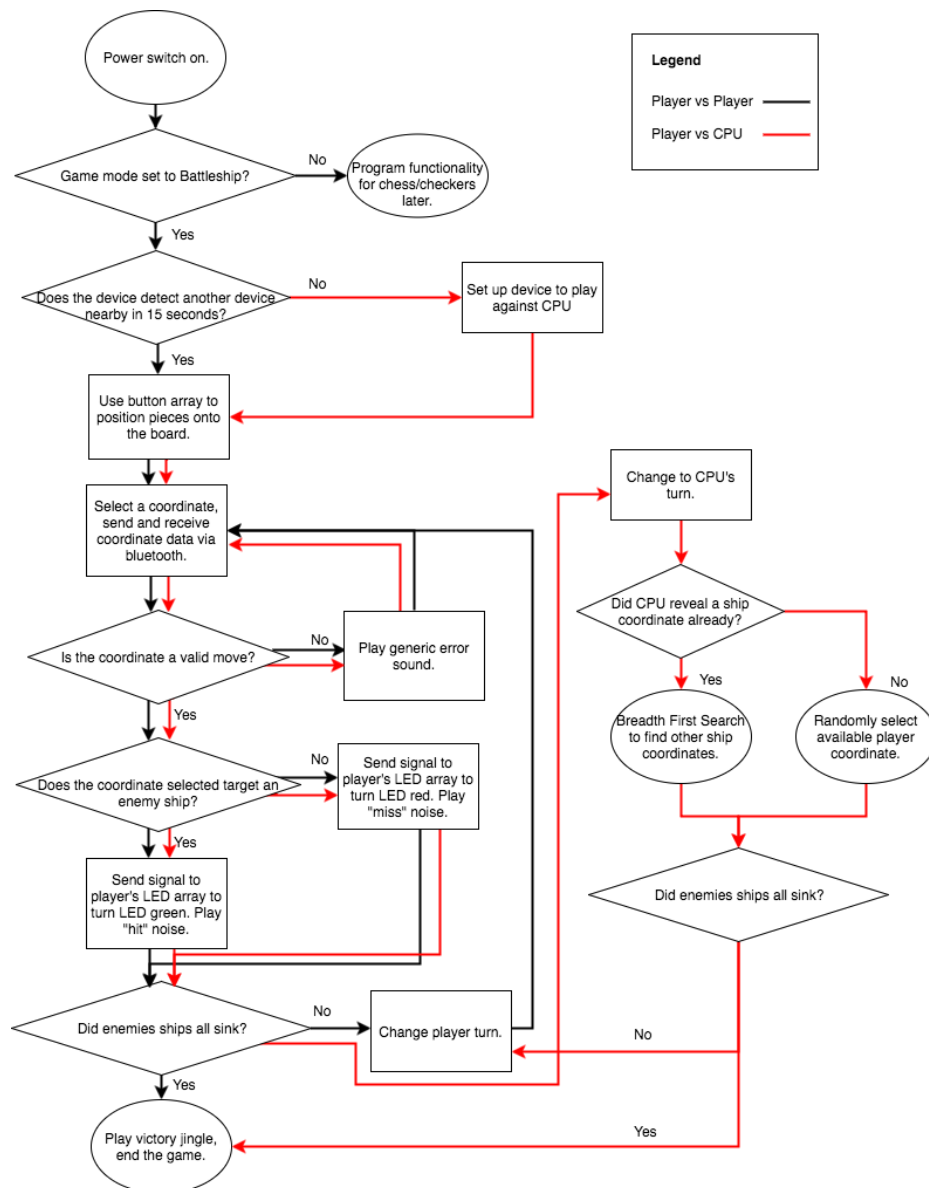 Power switch on.
Legend
Player vs Player
Player vs CPU
Game mode set to Battleship?
No
Program functionality
for chess/checkers
later.
Yes
Does the device detect another device
nearby in 15 seconds?
No
Set up device to play
against CPU
Yes
Use button array to
position pieces onto
the board.
Select a coordinate,
send and receive
coordinate data via
bluetooth.
Is the coordinate a valid move?
No
Play generic error
sound.
Yes
Does the coordinate selected target an
enemy ship?
No
Send signal to
player's LED array to
turn LED red. Play
"miss" noise.
Yes
Send signal to
player's LED array to
turn LED green. Play
"hit" noise.
Did enemies ships all sink?
No
Change player turn.
Yes
Play victory jingle,
end the game.
Change to CPU's
turn.
Did CPU reveal a ship
coordinate already?
Yes
No
Breadth First Search
to find other ship
coordinates.
Randomly select
available player
coordinate.
Did enemies ships all sink?
No
Yes